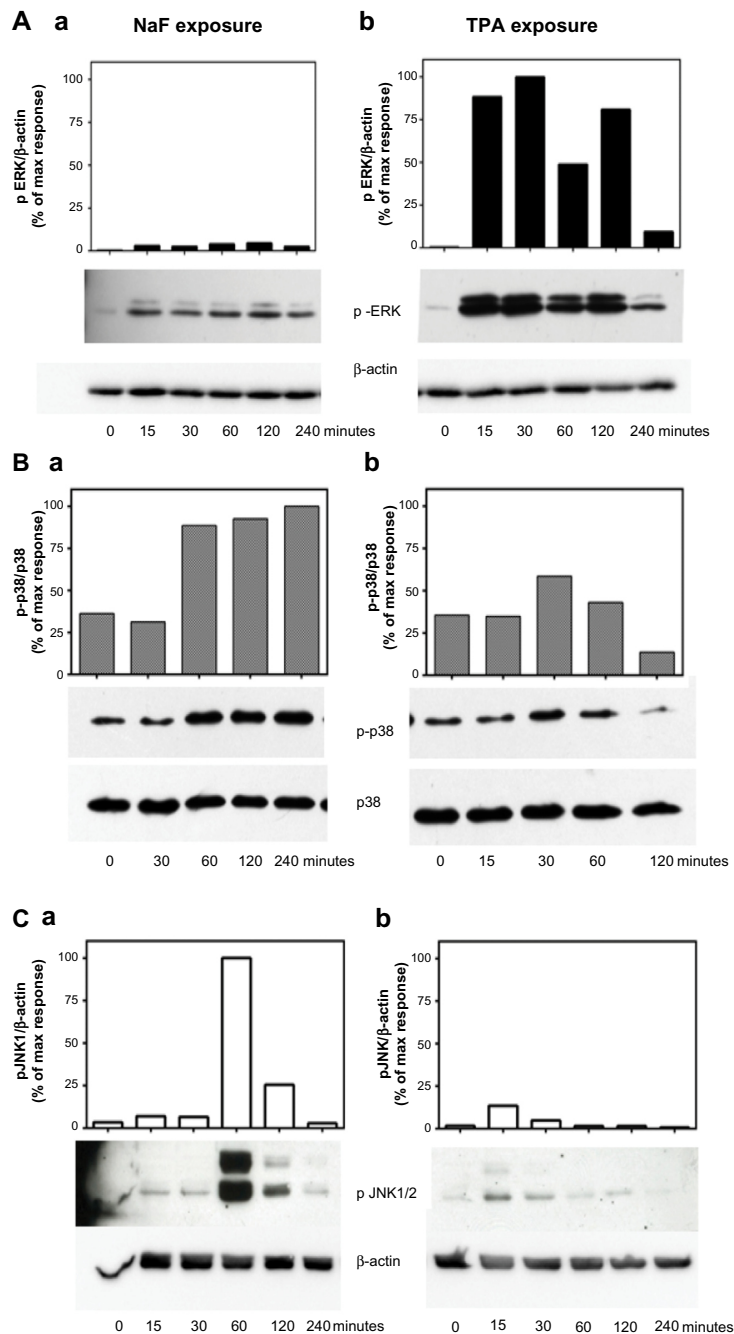 A a NaF exposure b TPA exposure
p ERK/β-actin
(% of max response)
100
75
50
25
0
p ERK/β-actin
(% of max response)
100
75
50
25
0
p -ERK
β-actin
0 15 30 60 120 240 minutes
0 15 30 60 120 240 minutes
B a b
p-p38/p38
(% of max response)
100
75
50
25
0
p-p38/p38
(% of max response)
100
75
50
25
0
p-p38
p38
0 30 60 120 240 minutes
0 15 30 60 120 minutes
C a b
pJNK1/β-actin
(% of max response)
100
75
50
25
0
pJNK/β-actin
(% of max response)
100
75
50
25
0
p JNK1/2
β-actin
0 15 30 60 120 240 minutes
0 15 30 60 120 240 minutes